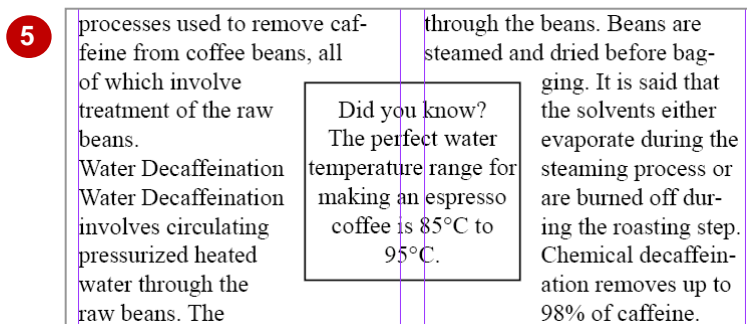 5
processes used to remove caf-
feine from coffee beans, all
of which involve
treatment of the raw
beans.
Water Decaffeination
Water Decaffeination
involves circulating
pressurized heated
water through the
raw beans. The
Did you know?
The perfect water
temperature range for
making an espresso
coffee is 85°C to
95°C.
through the beans. Beans are
steamed and dried before bag-
ging. It is said that
the solvents either
evaporate during the
steaming process or
are burned off dur-
ing the roasting step.
Chemical decaffein-
ation removes up to
98% of caffeine.